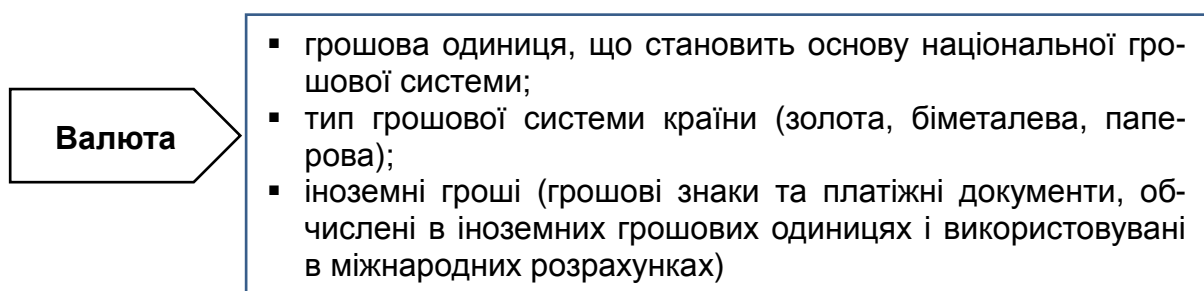 Валюта
▪ грошова одиниця, що становить основу національної гро-
шової системи;
▪ тип грошової системи країни (золота, біметалева, папе-
рова);
▪ іноземні гроші (грошові знаки та платіжні документи, об-
числені в іноземних грошових одиницях і використовувані
в міжнародних розрахунках)